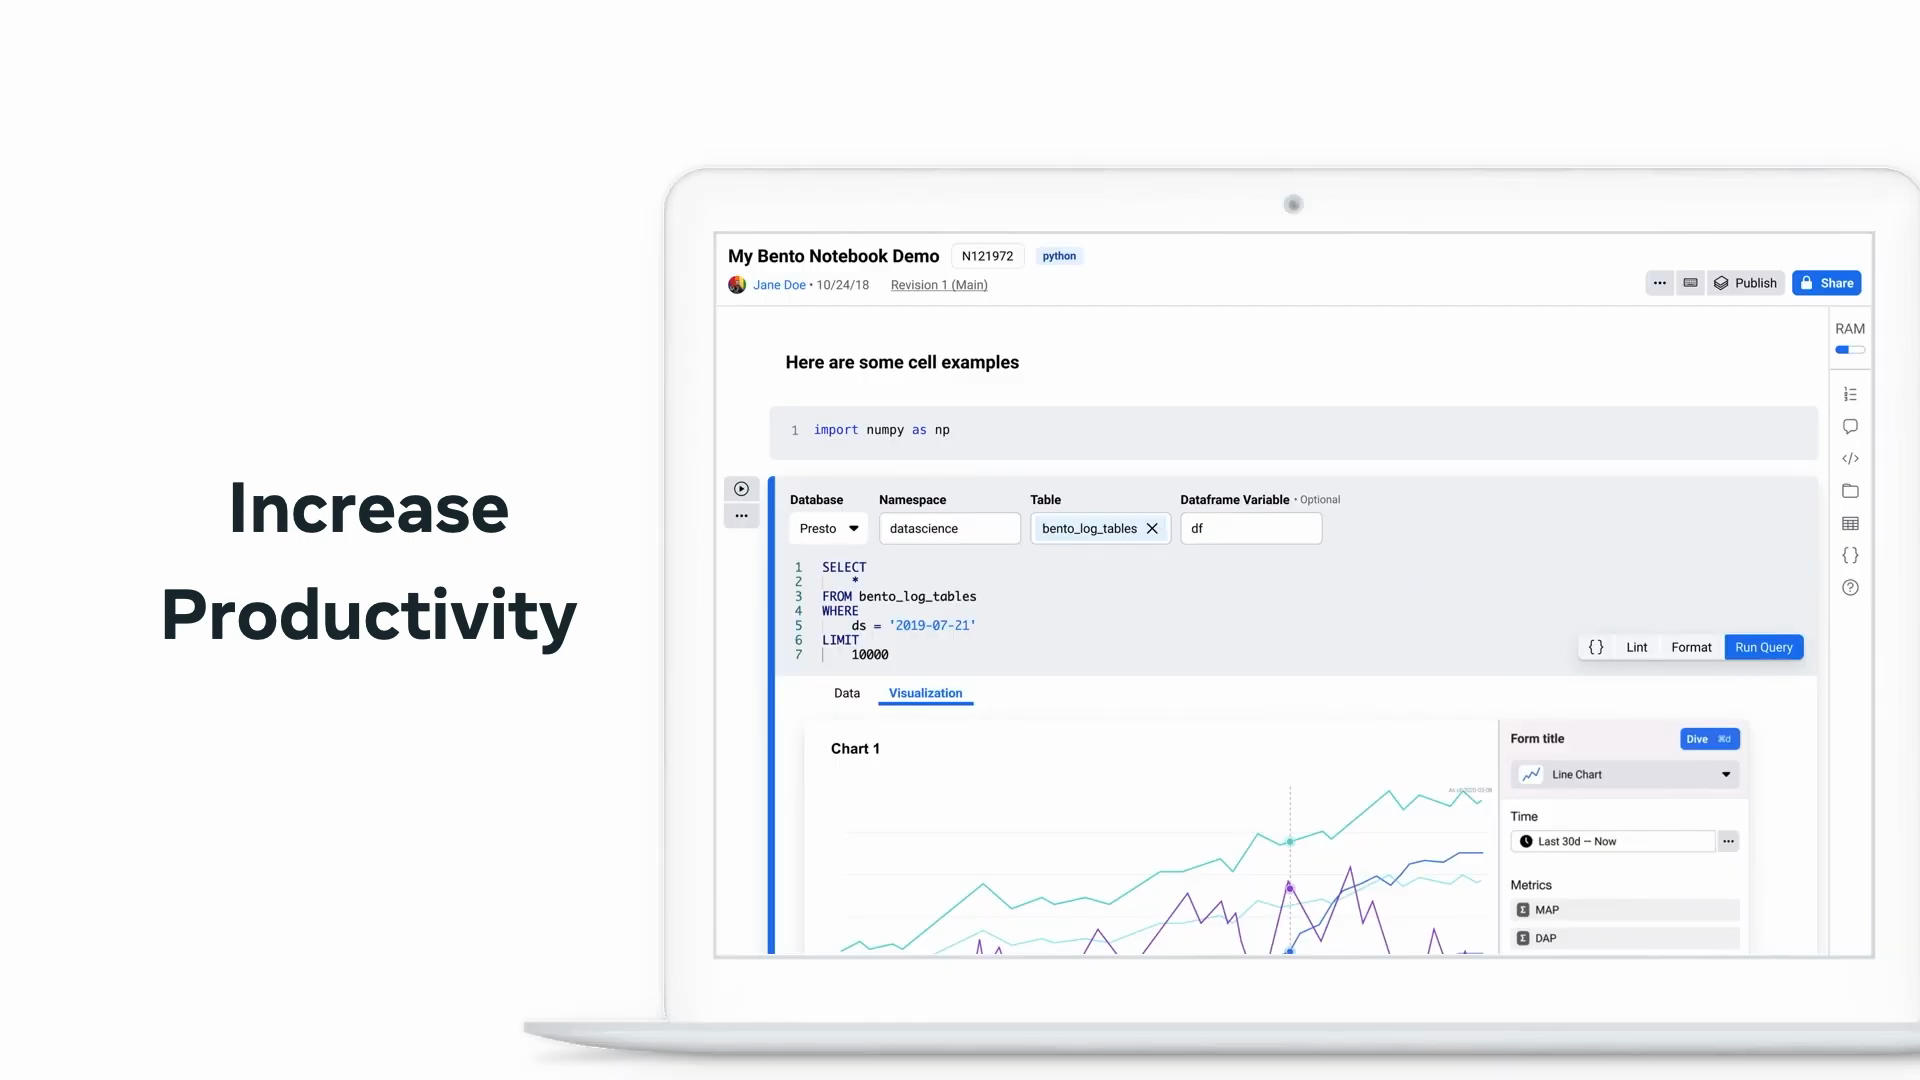 Increase
Productivity
My Bento Notebook Demo N121972 python
Jane Doe • 10/24/18 Revision 1 (Main)
Publish Share
RAM
Here are some cell examples
1 import numpy as np
Database Namespace Table Dataframe Variable • Optional
Presto datascience bento_log_tables df
1 SELECT
2 *
3 FROM bento_log_tables
4 WHERE
5 ds = '2019-07-21'
6 LIMIT
7 10000
{} Lint Format Run Query
Data Visualization
Chart 1
Form title Dive ⌘d
Line Chart
Time
Last 30d – Now
Metrics
MAP
DAP